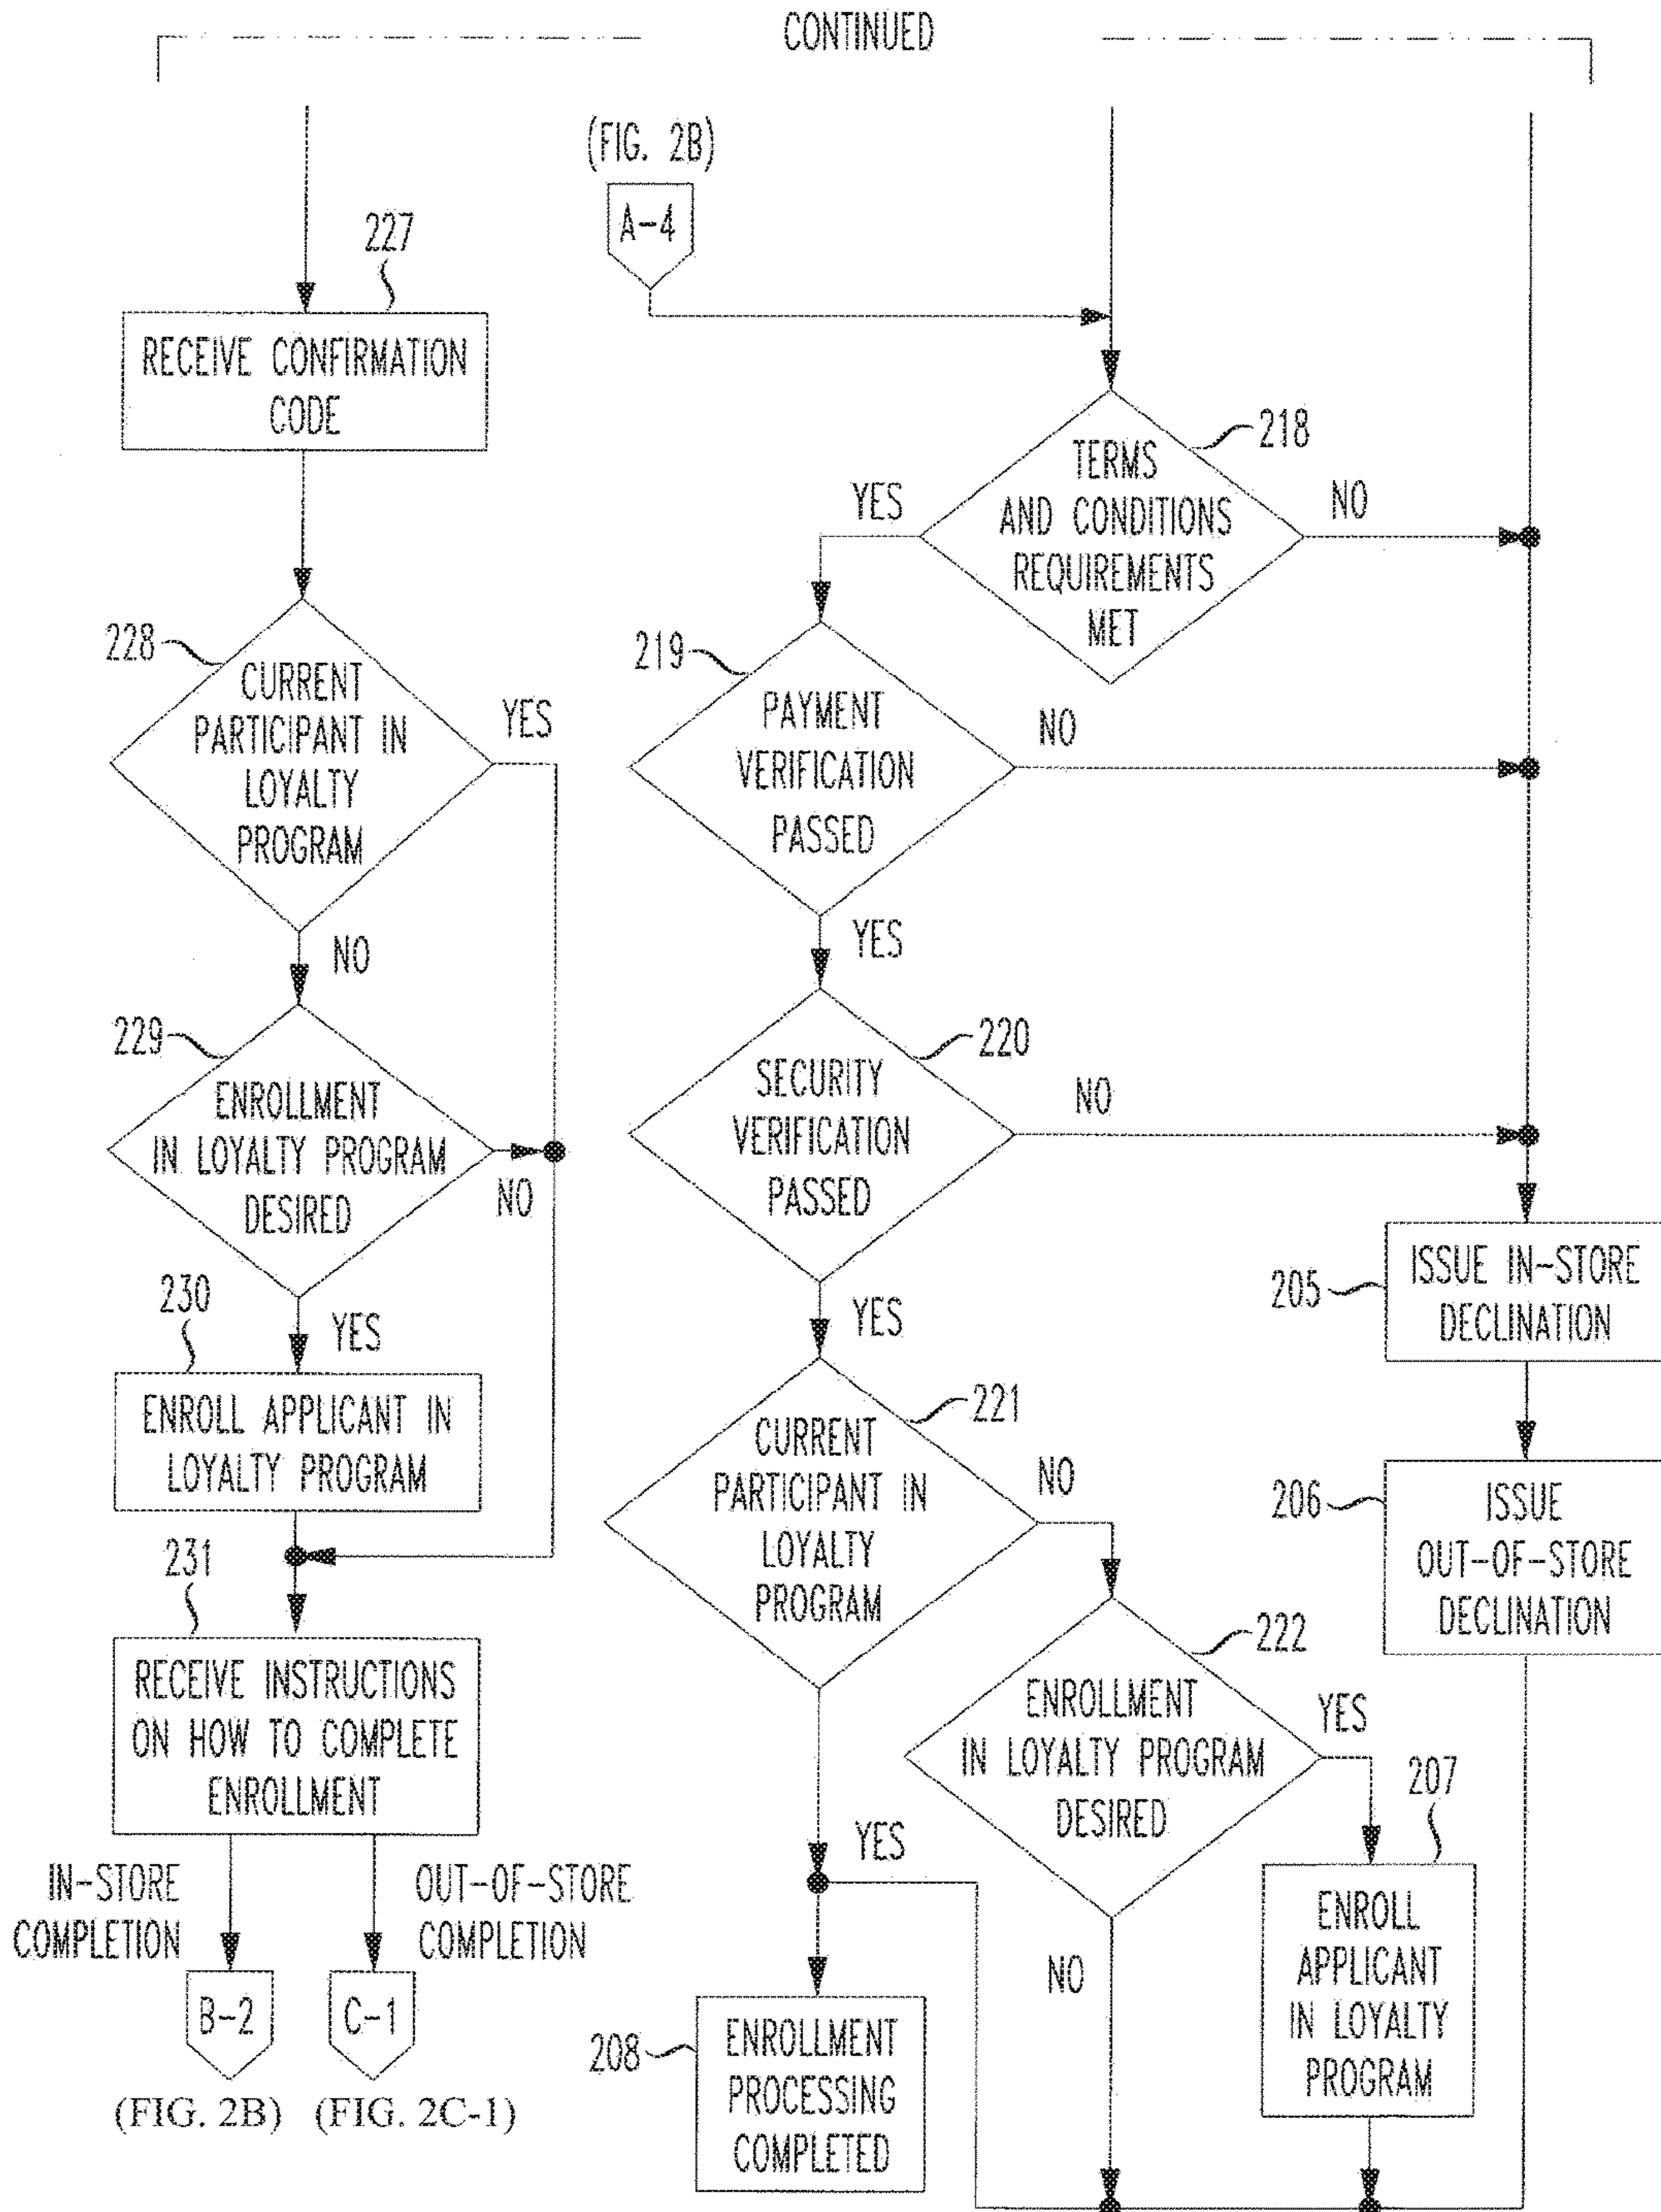 CONTINUED
(FIG. 2B)
A-4
227
RECEIVE CONFIRMATION
CODE
228
CURRENT
PARTICIPANT IN
LOYALTY
PROGRAM
YES
NO
229
ENROLLMENT
IN LOYALTY PROGRAM
DESIRED
NO
YES
230
ENROLL APPLICANT IN
LOYALTY PROGRAM
231
RECEIVE INSTRUCTIONS
ON HOW TO COMPLETE
ENROLLMENT
IN-STORE
COMPLETION
OUT-OF-STORE
COMPLETION
B-2
C-1
(FIG. 2B)
(FIG. 2C-1)
218
TERMS
AND CONDITIONS
REQUIREMENTS
MET
YES
NO
219
PAYMENT
VERIFICATION
PASSED
NO
YES
220
SECURITY
VERIFICATION
PASSED
NO
YES
221
CURRENT
PARTICIPANT IN
LOYALTY
PROGRAM
NO
YES
222
ENROLLMENT
IN LOYALTY PROGRAM
DESIRED
YES
NO
207
ENROLL
APPLICANT
IN LOYALTY
PROGRAM
208
ENROLLMENT
PROCESSING
COMPLETED
205
ISSUE IN-STORE
DECLINATION
206
ISSUE
OUT-OF-STORE
DECLINATION